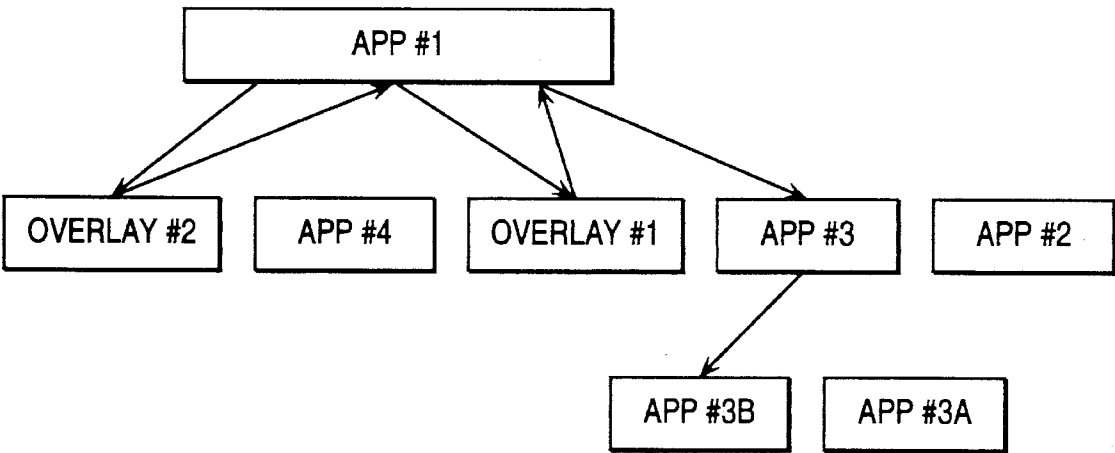 APP #1
OVERLAY #2
APP #4
OVERLAY #1
APP #3
APP #2
APP #3B
APP #3A